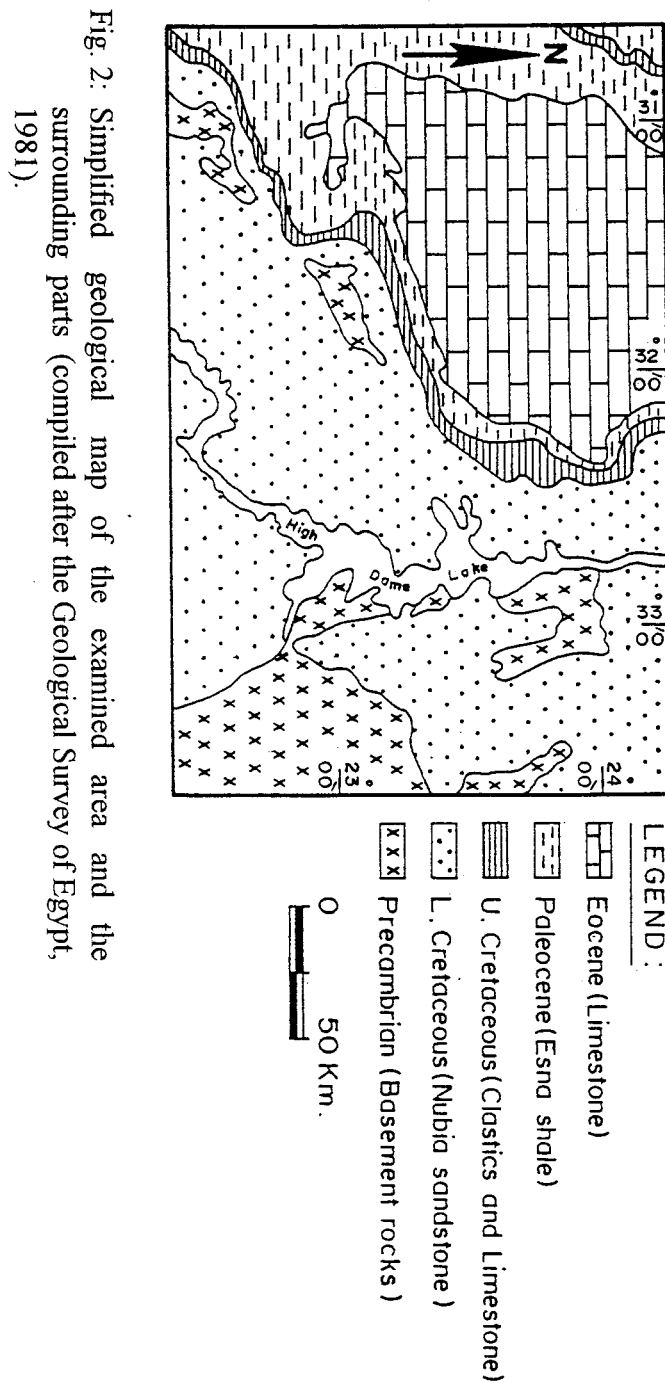 N
31°
00'
32°
00'
33°
00'
24°
00'
23°
00'
High Dame Lake
LEGEND :
Eocene (Limestone)
Paleocene (Esna shale)
U. Cretaceous (Clastics and Limestone)
L. Cretaceous (Nubia sandstone)
Precambrian (Basement rocks)
0 50 Km.
Fig. 2: Simplified geological map of the examined area and the
surrounding parts (compiled after the Geological Survey of Egypt,
1981).